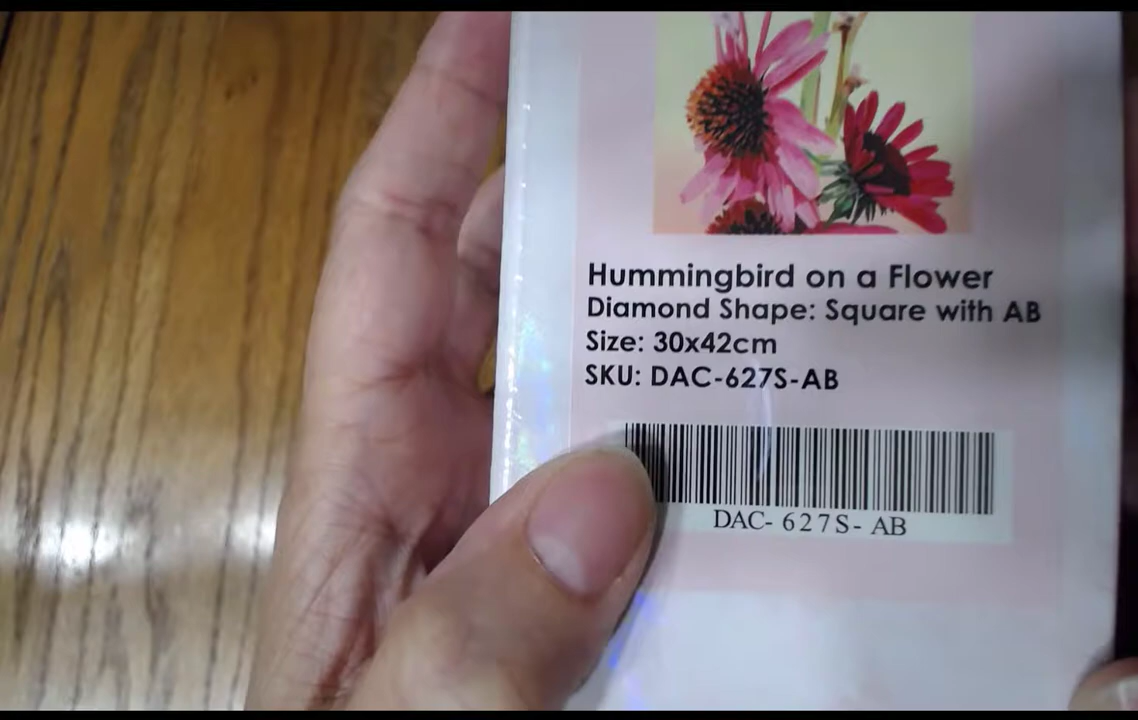 Hummingbird on a Flower
Diamond Shape: Square with AB
Size: 30x42cm
SKU: DAC-627S-AB
DAC- 627S- AB